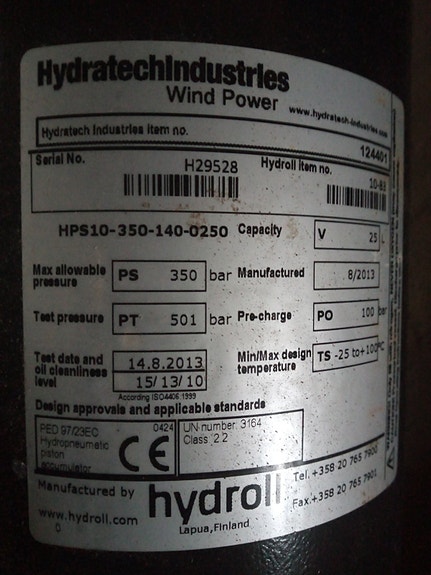 HydratechIndustries
Wind Power www.hydratech-industries.com
Hydratech Industries item no. 124401
Serial No. H29528 Hydroll item no. 10-83
HPS10-350-140-0250 Capacity V 25 L
Max allowable pressure PS 350 bar Manufactured 8/2013
Test pressure PT 501 bar Pre-charge PO 100 bar
Test date and oil cleanliness level 14.8.2013 15/13/10 Min/Max design temperature TS -25 to+100°C
According ISO4406:1999
Design approvals and applicable standards
PED 97/23EC 0424 UN number: 3164
Hydropneumatic CE Class 2.2
piston
accumulator
Manufactured by hydroll Tel. +358 20 765 7900
www.hydroll.com Lapua,Finland Fax.+358 20 765 7901
0